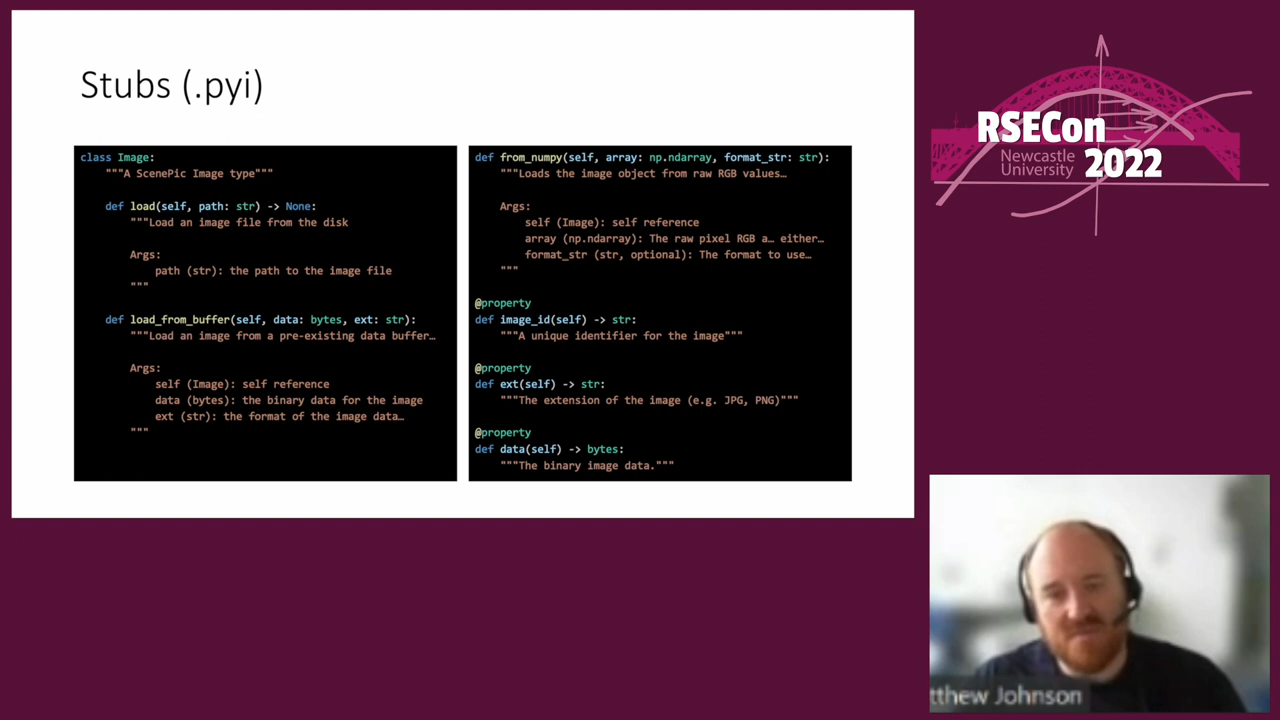 Stubs (.pyi)
class Image:
"""A ScenePic Image type"""
def load(self, path: str) -> None:
"""Load an image file from the disk
Args:
path (str): the path to the image file
"""
def load_from_buffer(self, data: bytes, ext: str):
"""Load an image from a pre-existing data buffer…
Args:
self (Image): self reference
data (bytes): the binary data for the image
ext (str): the format of the image data…
"""
def from_numpy(self, array: np.ndarray, format_str: str):
"""Loads the image object from raw RGB values…
Args:
self (Image): self reference
array (np.ndarray): The raw pixel RGB a… either…
format_str (str, optional): The format to use…
"""
@property
def image_id(self) -> str:
"""A unique identifier for the image"""
@property
def ext(self) -> str:
"""The extension of the image (e.g. JPG, PNG)"""
@property
def data(self) -> bytes:
"""The binary image data."""
RSECon
Newcastle
University 2022
tthew Johnson